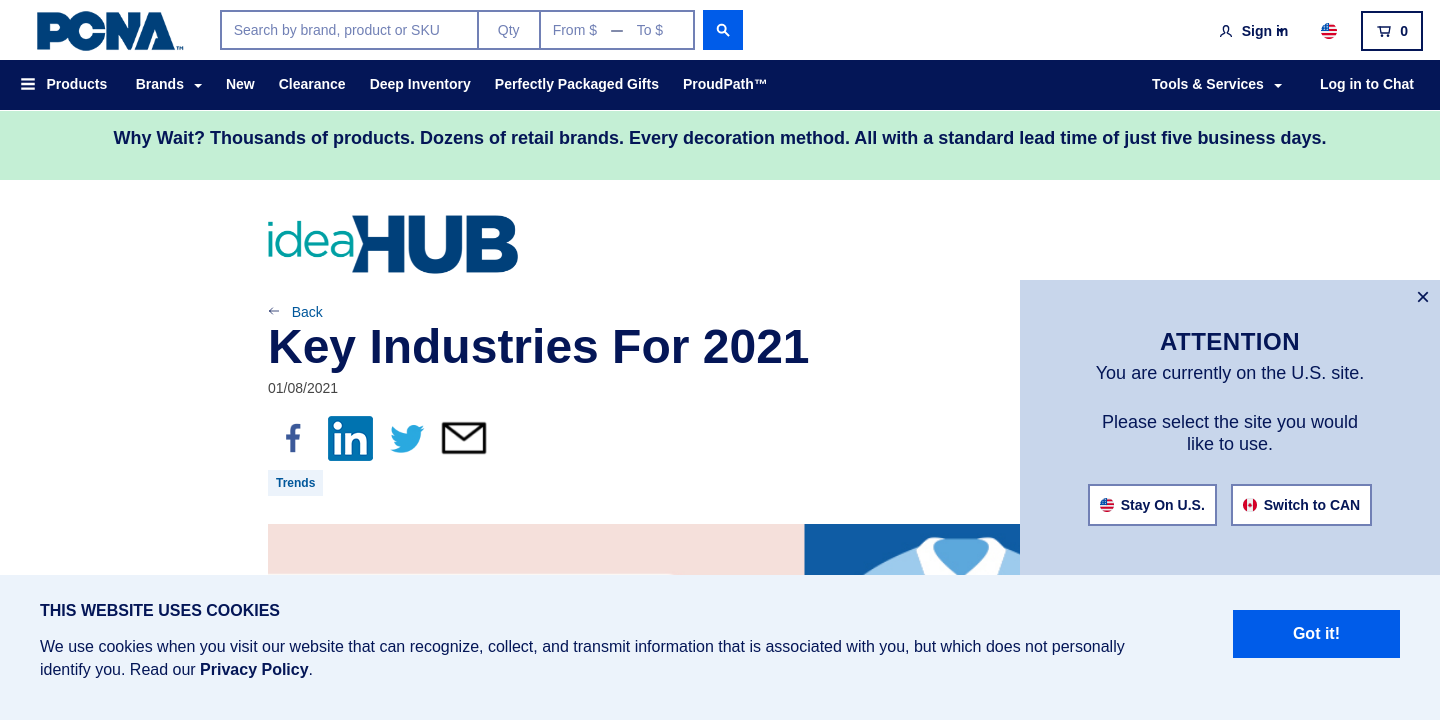 PCNA™
Search by brand, product or SKU
Qty
From $ — To $
Sign in
0
Products
Brands
New
Clearance
Deep Inventory
Perfectly Packaged Gifts
ProudPath™
Tools & Services
Log in to Chat
Why Wait? Thousands of products. Dozens of retail brands. Every decoration method. All with a standard lead time of just five business days.
ideaHUB
Back
Key Industries For 2021
01/08/2021
Trends
ATTENTION
You are currently on the U.S. site.
Please select the site you would
like to use.
Stay On U.S.
Switch to CAN
THIS WEBSITE USES COOKIES
We use cookies when you visit our website that can recognize, collect, and transmit information that is associated with you, but which does not personally
identify you. Read our Privacy Policy.
Got it!